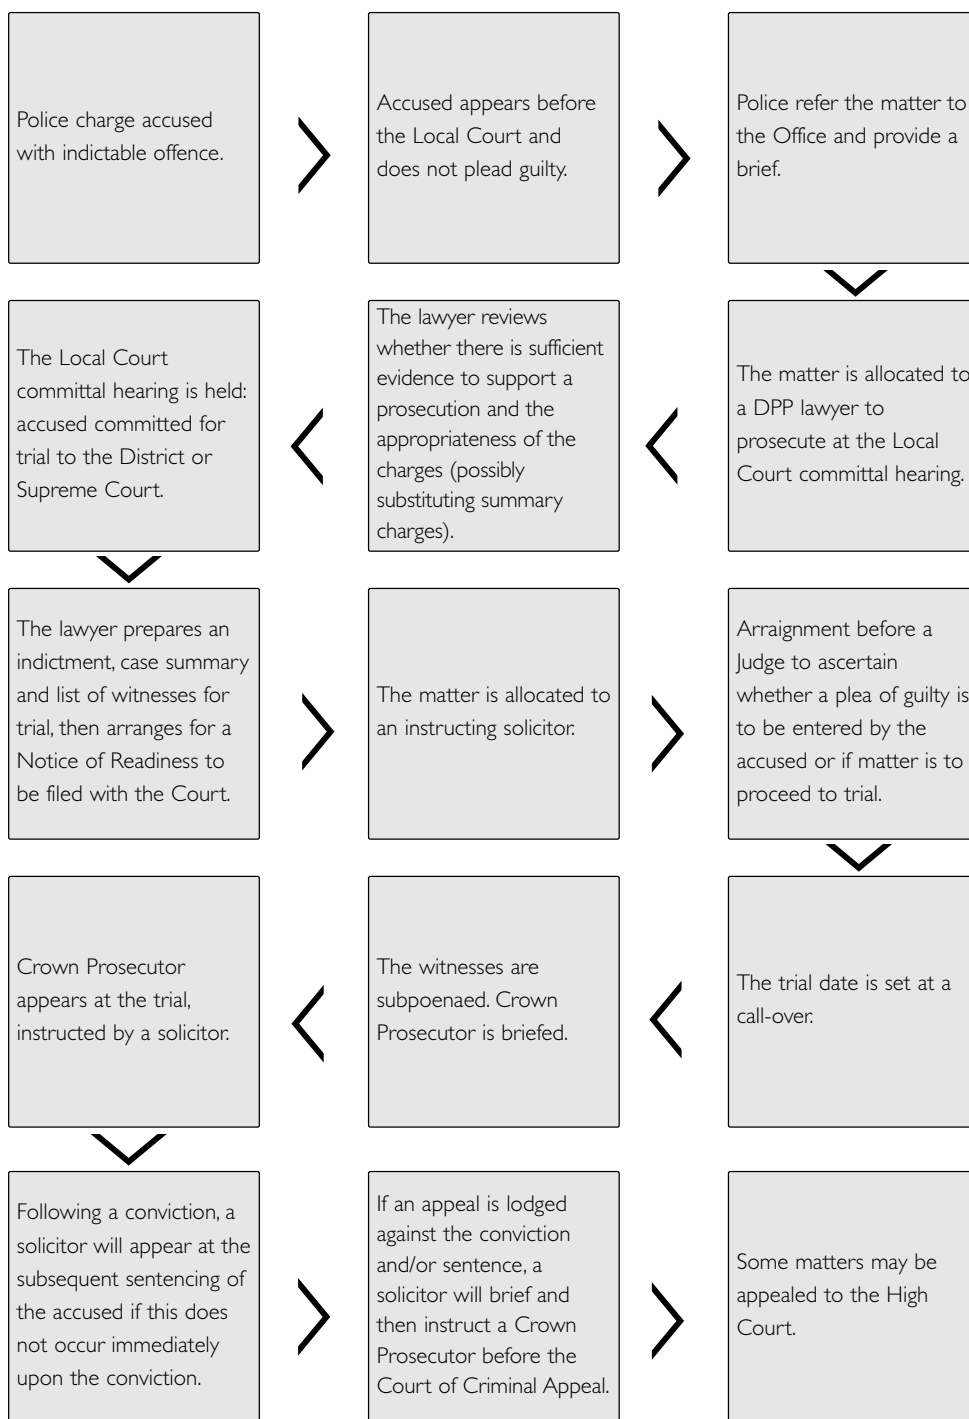 Police charge accused
with indictable offence.
Accused appears before
the Local Court and
does not plead guilty.
Police refer the matter to
the Office and provide a
brief.
The matter is allocated to
a DPP lawyer to
prosecute at the Local
Court committal hearing.
The lawyer reviews
whether there is sufficient
evidence to support a
prosecution and the
appropriateness of the
charges (possibly
substituting summary
charges).
The Local Court
committal hearing is held:
accused committed for
trial to the District or
Supreme Court.
The lawyer prepares an
indictment, case summary
and list of witnesses for
trial, then arranges for a
Notice of Readiness to
be filed with the Court.
The matter is allocated to
an instructing solicitor.
Arraignment before a
Judge to ascertain
whether a plea of guilty is
to be entered by the
accused or if matter is to
proceed to trial.
The trial date is set at a
call-over.
The witnesses are
subpoenaed. Crown
Prosecutor is briefed.
Crown Prosecutor
appears at the trial,
instructed by a solicitor.
Following a conviction, a
solicitor will appear at the
subsequent sentencing of
the accused if this does
not occur immediately
upon the conviction.
If an appeal is lodged
against the conviction
and/or sentence, a
solicitor will brief and
then instruct a Crown
Prosecutor before the
Court of Criminal Appeal.
Some matters may be
appealed to the High
Court.